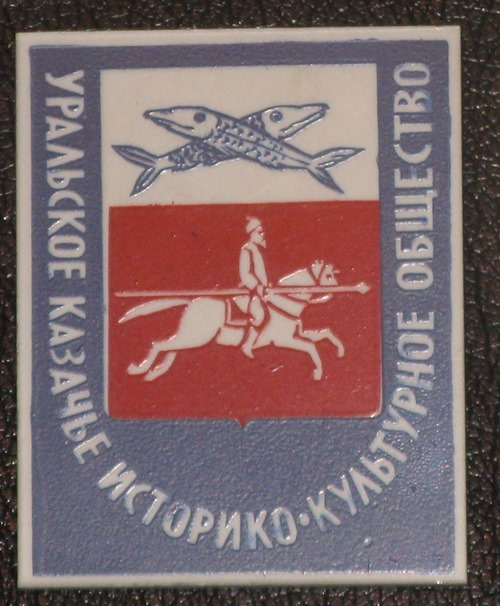 УРАЛЬСКОЕ КАЗАЧЬЕ ИСТОРИКО-КУЛЬТУРНОЕ ОБЩЕСТВО